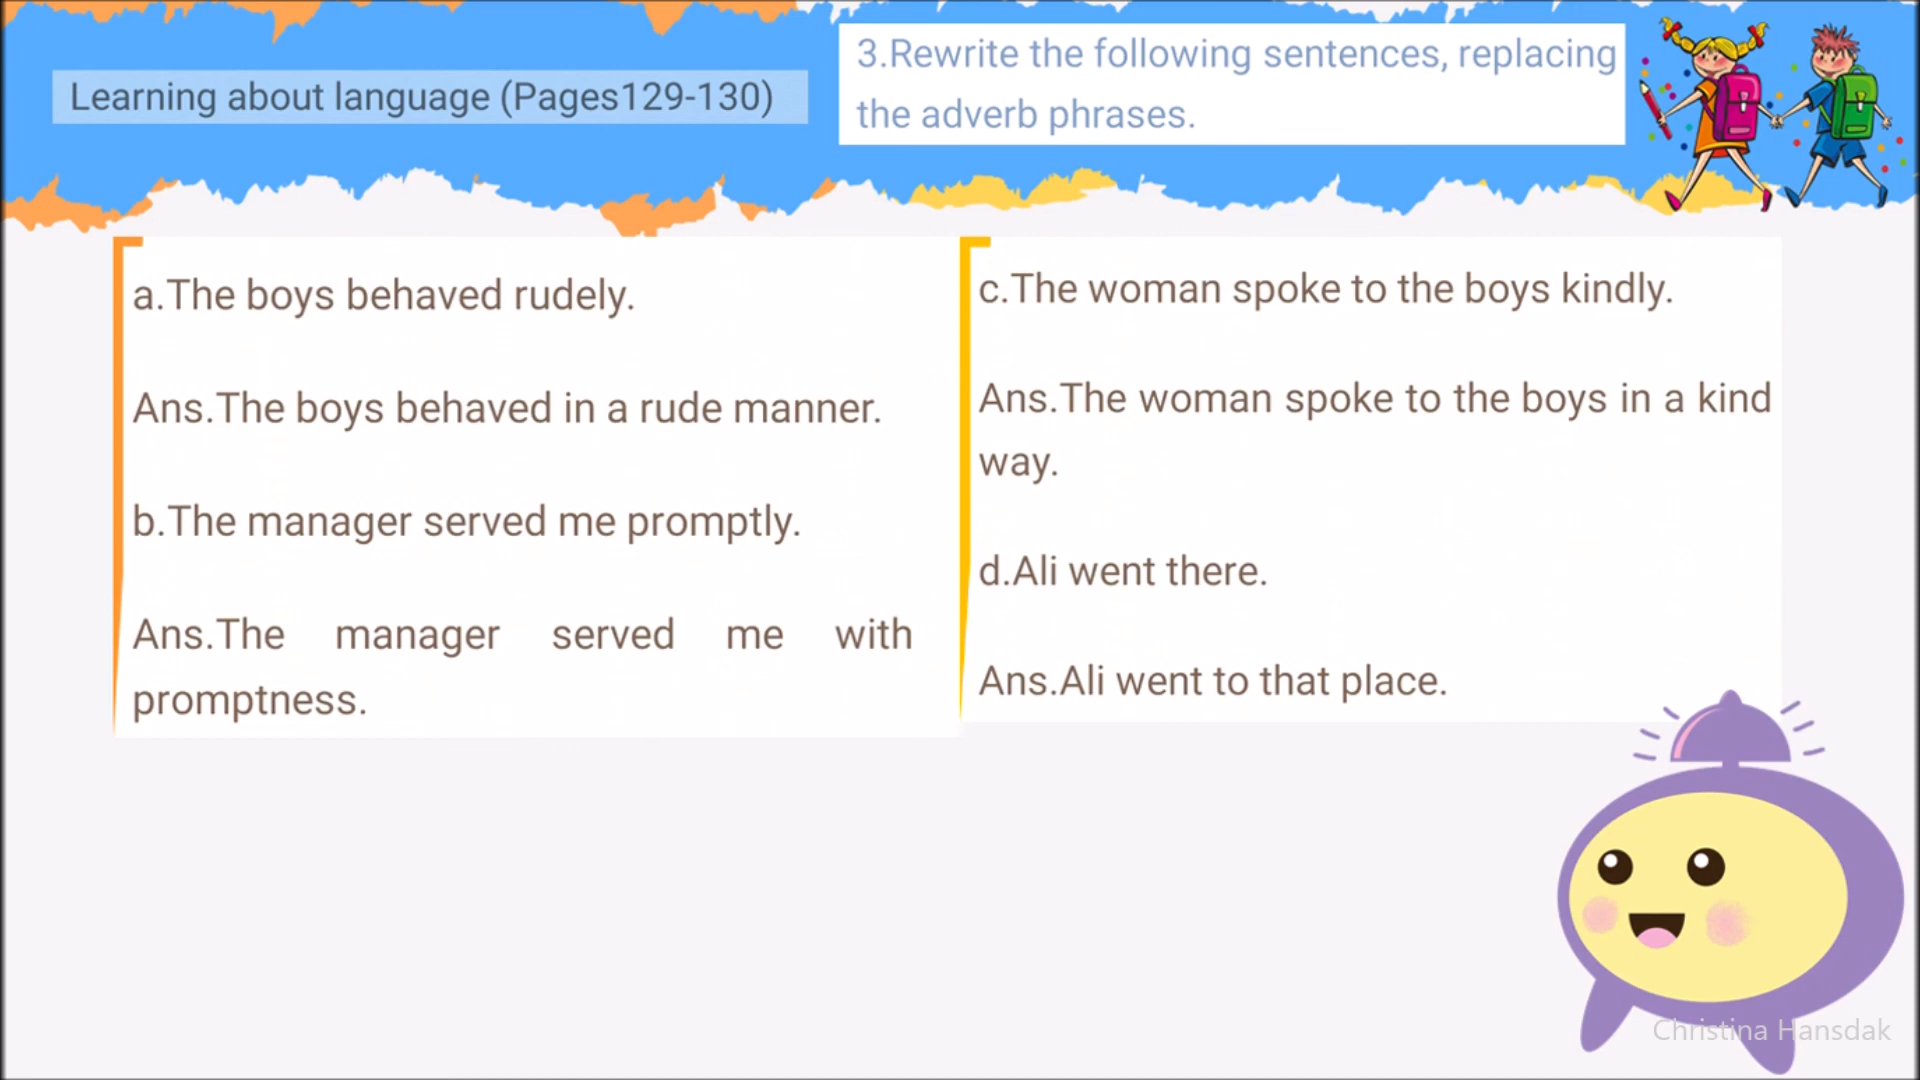 Learning about language (Pages129-130)
3.Rewrite the following sentences, replacing
the adverb phrases.
a.The boys behaved rudely.
Ans.The boys behaved in a rude manner.
b.The manager served me promptly.
Ans.The manager served me with
promptness.
c.The woman spoke to the boys kindly.
Ans.The woman spoke to the boys in a kind
way.
d.Ali went there.
Ans.Ali went to that place.
Christina Hansdak